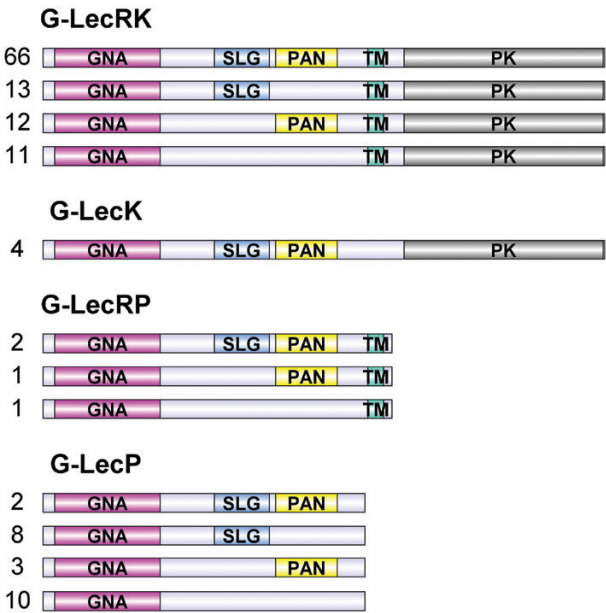 G-LecRK
66 GNA SLG PAN TM PK
13 GNA SLG TM PK
12 GNA PAN TM PK
11 GNA TM PK
G-LecK
4 GNA SLG PAN PK
G-LecRP
2 GNA SLG PAN TM
1 GNA PAN TM
1 GNA TM
G-LecP
2 GNA SLG PAN
8 GNA SLG
3 GNA PAN
10 GNA